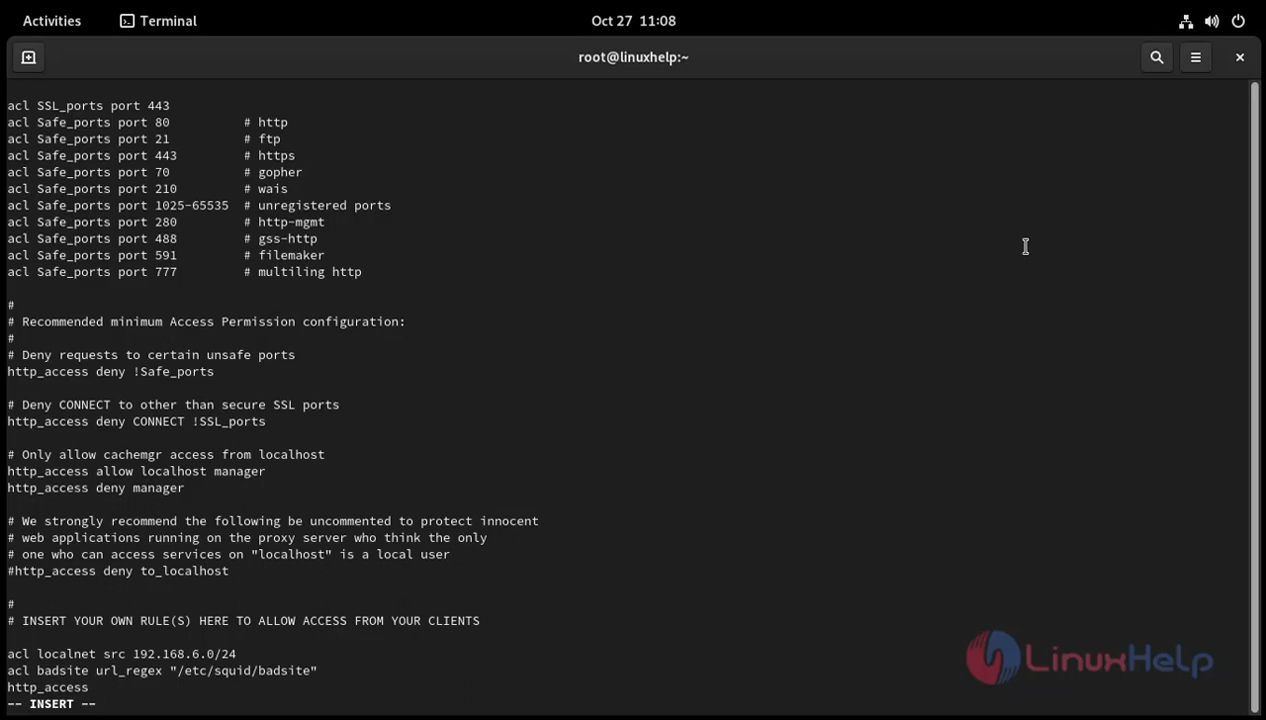 Activities
Terminal
Oct 27 11:08
root@linuxhelp:~
acl SSL_ports port 443
acl Safe_ports port 80          # http
acl Safe_ports port 21          # ftp
acl Safe_ports port 443         # https
acl Safe_ports port 70          # gopher
acl Safe_ports port 210         # wais
acl Safe_ports port 1025-65535  # unregistered ports
acl Safe_ports port 280         # http-mgmt
acl Safe_ports port 488         # gss-http
acl Safe_ports port 591         # filemaker
acl Safe_ports port 777         # multiling http
#
# Recommended minimum Access Permission configuration:
#
# Deny requests to certain unsafe ports
http_access deny !Safe_ports
# Deny CONNECT to other than secure SSL ports
http_access deny CONNECT !SSL_ports
# Only allow cachemgr access from localhost
http_access allow localhost manager
http_access deny manager
# We strongly recommend the following be uncommented to protect innocent
# web applications running on the proxy server who think the only
# one who can access services on "localhost" is a local user
#http_access deny to_localhost
#
# INSERT YOUR OWN RULE(S) HERE TO ALLOW ACCESS FROM YOUR CLIENTS
acl localnet src 192.168.6.0/24
acl badsite url_regex "/etc/squid/badsite"
http_access
-- INSERT --
LinuxHelp